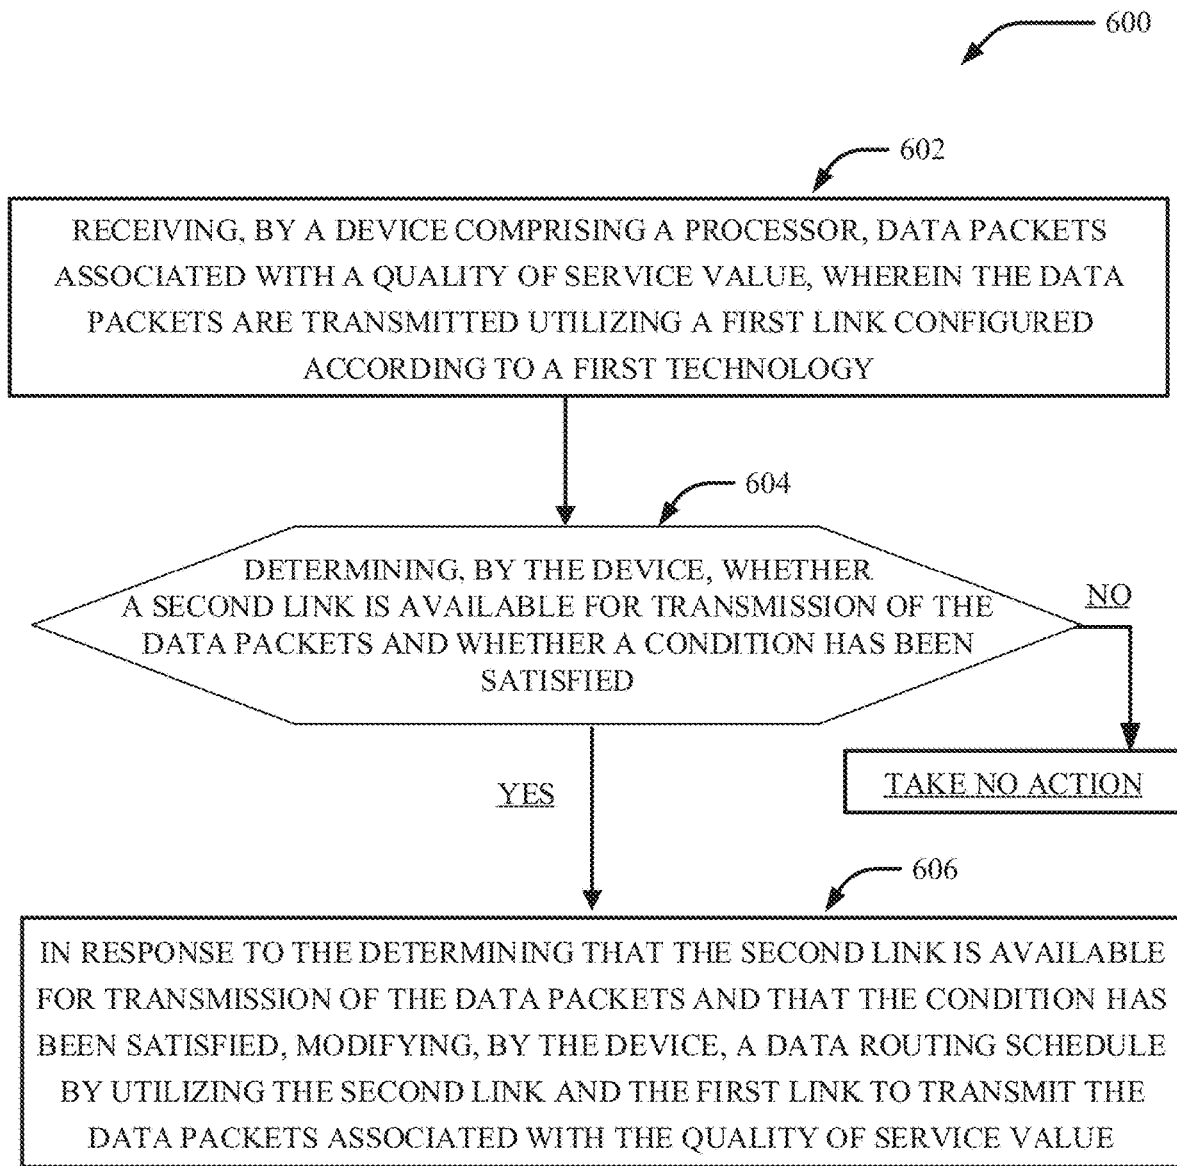 600
602
RECEIVING, BY A DEVICE COMPRISING A PROCESSOR, DATA PACKETS
ASSOCIATED WITH A QUALITY OF SERVICE VALUE, WHEREIN THE DATA
PACKETS ARE TRANSMITTED UTILIZING A FIRST LINK CONFIGURED
ACCORDING TO A FIRST TECHNOLOGY
604
DETERMINING, BY THE DEVICE, WHETHER
A SECOND LINK IS AVAILABLE FOR TRANSMISSION OF THE
DATA PACKETS AND WHETHER A CONDITION HAS BEEN
SATISFIED
NO
TAKE NO ACTION
YES
606
IN RESPONSE TO THE DETERMINING THAT THE SECOND LINK IS AVAILABLE
FOR TRANSMISSION OF THE DATA PACKETS AND THAT THE CONDITION HAS
BEEN SATISFIED, MODIFYING, BY THE DEVICE, A DATA ROUTING SCHEDULE
BY UTILIZING THE SECOND LINK AND THE FIRST LINK TO TRANSMIT THE
DATA PACKETS ASSOCIATED WITH THE QUALITY OF SERVICE VALUE